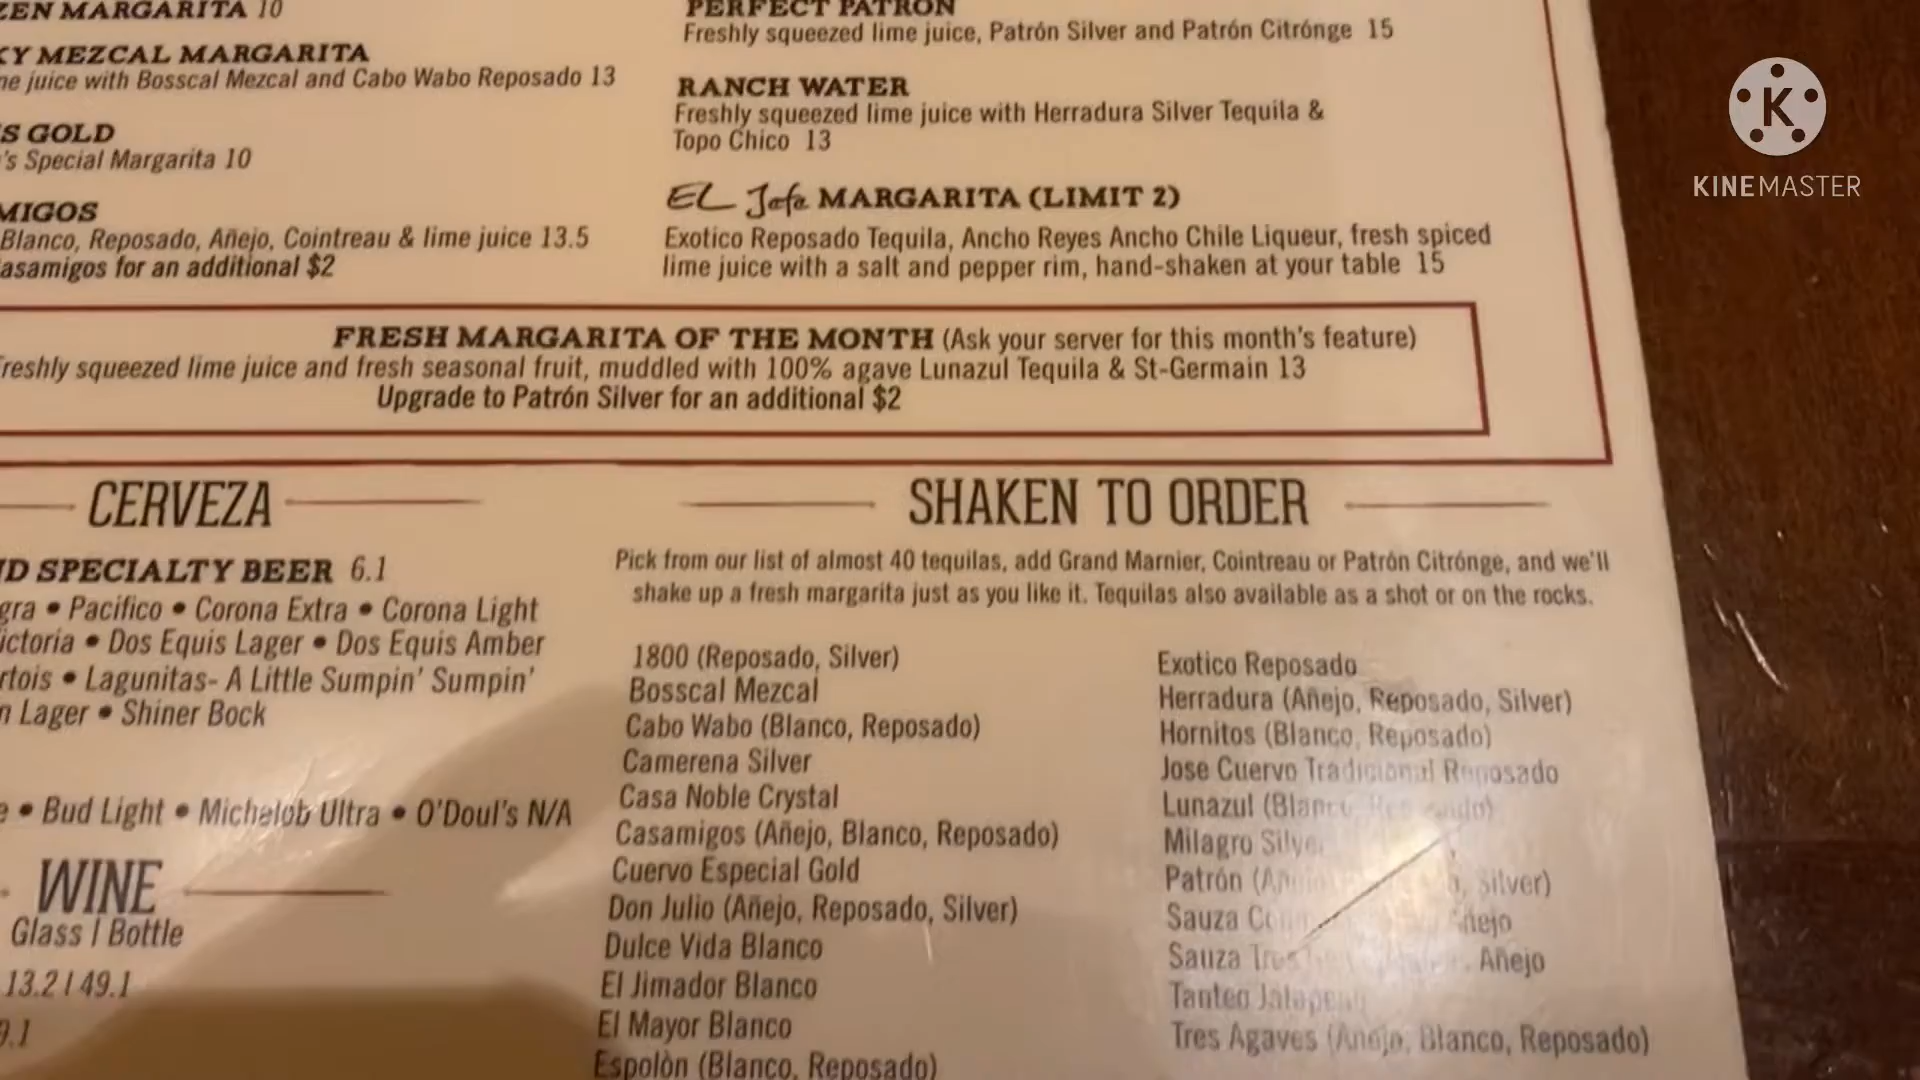 ZEN MARGARITA 10
KY MEZCAL MARGARITA
ne juice with Bosscal Mezcal and Cabo Wabo Reposado 13
S GOLD
's Special Margarita 10
MIGOS
Blanco, Reposado, Añejo, Cointreau & lime juice 13.5
asamigos for an additional $2
PERFECT PATRÓN
Freshly squeezed lime juice, Patrón Silver and Patrón Citrónge 15
RANCH WATER
Freshly squeezed lime juice with Herradura Silver Tequila &
Topo Chico 13
EL Jefe MARGARITA (LIMIT 2)
Exotico Reposado Tequila, Ancho Reyes Ancho Chile Liqueur, fresh spiced
lime juice with a salt and pepper rim, hand-shaken at your table 15
FRESH MARGARITA OF THE MONTH (Ask your server for this month's feature)
reshly squeezed lime juice and fresh seasonal fruit, muddled with 100% agave Lunazul Tequila & St-Germain 13
Upgrade to Patrón Silver for an additional $2
CERVEZA
ND SPECIALTY BEER 6.1
gra • Pacifico • Corona Extra • Corona Light
ictoria • Dos Equis Lager • Dos Equis Amber
rtois • Lagunitas- A Little Sumpin' Sumpin'
n Lager • Shiner Bock
e • Bud Light • Michelob Ultra • O'Doul's N/A
WINE
Glass | Bottle
13.2 | 49.1
9.1
SHAKEN TO ORDER
Pick from our list of almost 40 tequilas, add Grand Marnier, Cointreau or Patrón Citrónge, and we'll
shake up a fresh margarita just as you like it. Tequilas also available as a shot or on the rocks.
1800 (Reposado, Silver)
Bosscal Mezcal
Cabo Wabo (Blanco, Reposado)
Camerena Silver
Casa Noble Crystal
Casamigos (Añejo, Blanco, Reposado)
Cuervo Especial Gold
Don Julio (Añejo, Reposado, Silver)
Dulce Vida Blanco
El Jimador Blanco
El Mayor Blanco
Espolòn (Blanco, Reposado)
Exotico Reposado
Herradura (Añejo, Reposado, Silver)
Hornitos (Blanco, Reposado)
Jose Cuervo Tradicional Reposado
Lunazul (Blanco, Reposado)
Milagro Silver
Patrón (Añejo, Silver)
Sauza Añejo
Sauza Tres Añejo
Tanteo Jalapeño
Tres Agaves (Añejo, Blanco, Reposado)
K
KINEMASTER